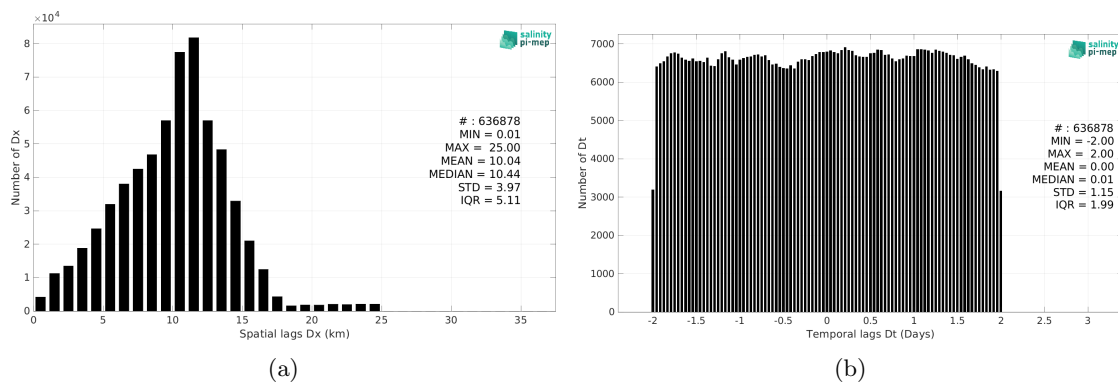 ×10⁴
8
7
6
5
4
3
2
1
0
Number of Dx
salinity
pi-mep
# : 636878
MIN = 0.01
MAX = 25.00
MEAN = 10.04
MEDIAN = 10.44
STD = 3.97
IQR = 5.11
0 5 10 15 20 25 30 35
Spatial lags Dx (km)
(a)
7000
6000
5000
4000
3000
2000
1000
0
Number of Dt
salinity
pi-mep
# : 636878
MIN = -2.00
MAX = 2.00
MEAN = 0.00
MEDIAN = 0.01
STD = 1.15
IQR = 1.99
-2 -1.5 -1 -0.5 0 0.5 1 1.5 2 2.5 3
Temporal lags Dt (Days)
(b)